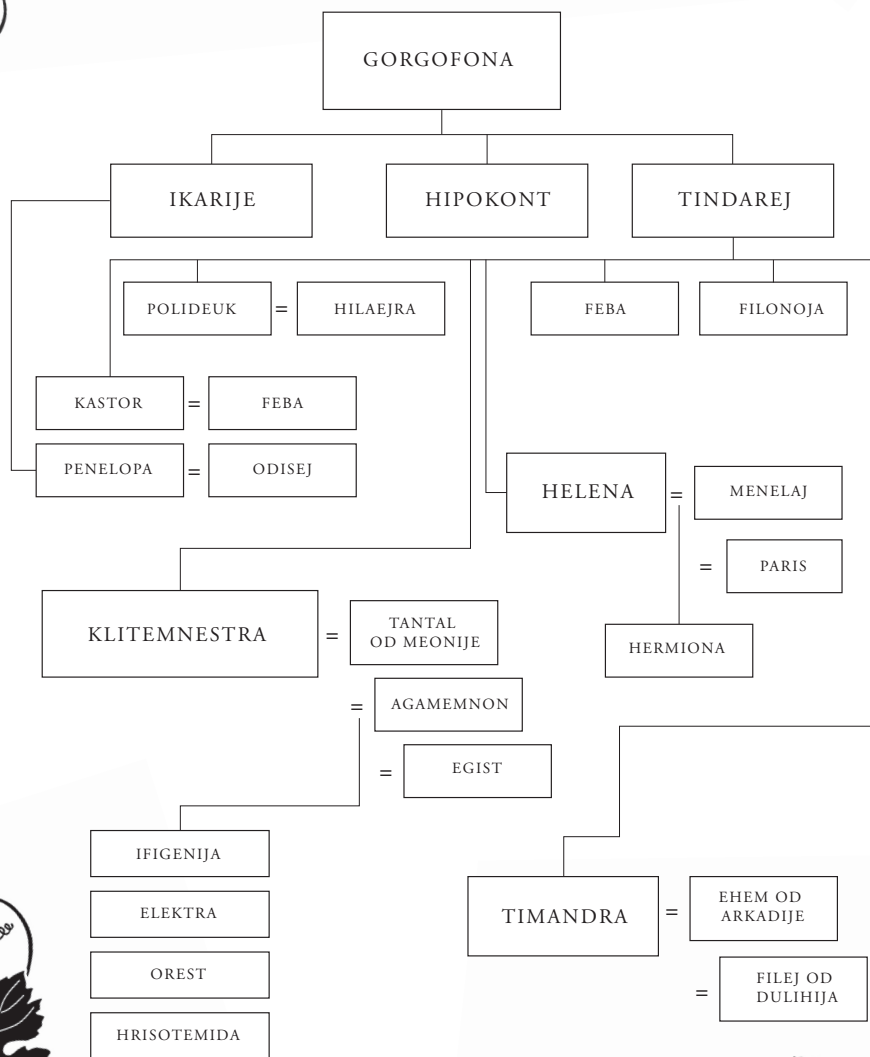 GORGOFONA
IKARIJE
HIPOKONT
TINDAREJ
POLIDEUK
=
HILAEJRA
FEBA
FILONOJA
KASTOR
=
FEBA
PENELOPA
=
ODISEJ
HELENA
=
MENELAJ
=
PARIS
HERMIONA
KLITEMNESTRA
=
TANTAL
OD MEONIJE
=
AGAMEMNON
=
EGIST
IFIGENIJA
ELEKTRA
OREST
HRISOTEMIDA
TIMANDRA
=
EHEM OD
ARKADIJE
=
FILEJ OD
DULIHIJA